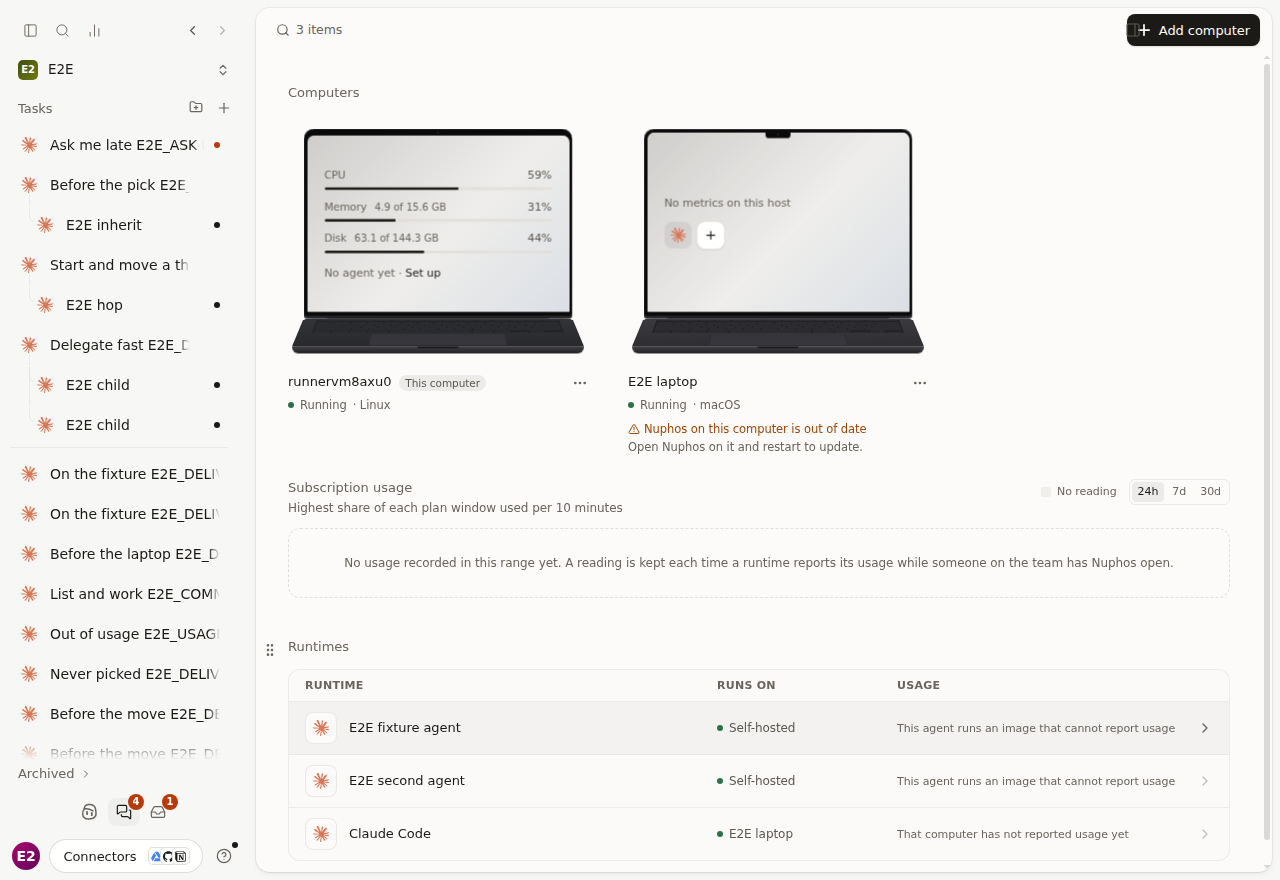 3 items
Add computer
E2 E2E
Tasks
Ask me late E2E_ASK
Before the pick E2E_
E2E inherit
Start and move a th
E2E hop
Delegate fast E2E_D
E2E child
E2E child
On the fixture E2E_DELIV
On the fixture E2E_DELIV
Before the laptop E2E_D
List and work E2E_COMM
Out of usage E2E_USAGE
Never picked E2E_DELIV
Before the move E2E_DE
Before the move E2E_DE
Archived
4
1
E2
Connectors
Computers
CPU 59%
Memory 4.9 of 15.6 GB 31%
Disk 63.1 of 144.3 GB 44%
No agent yet · Set up
runnervm8axu0 This computer
Running · Linux
No metrics on this host
E2E laptop
Running · macOS
Nuphos on this computer is out of date
Open Nuphos on it and restart to update.
Subscription usage
Highest share of each plan window used per 10 minutes
No reading 24h 7d 30d
No usage recorded in this range yet. A reading is kept each time a runtime reports its usage while someone on the team has Nuphos open.
Runtimes
RUNTIME RUNS ON USAGE
E2E fixture agent Self-hosted This agent runs an image that cannot report usage
E2E second agent Self-hosted This agent runs an image that cannot report usage
Claude Code E2E laptop That computer has not reported usage yet